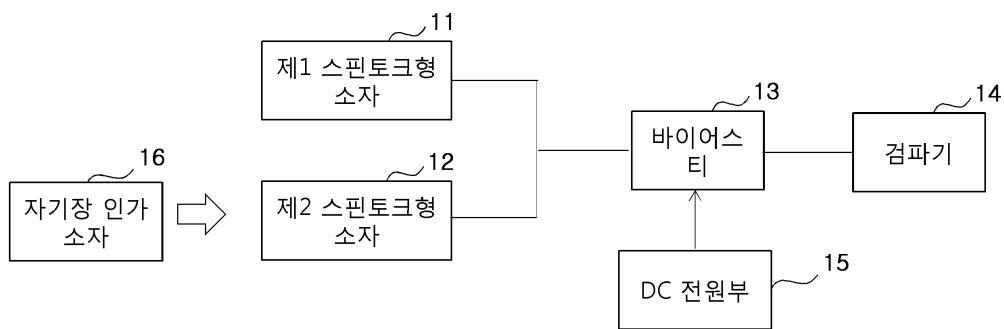 11
제1 스핀토크형
소자
16
자기장 인가
소자
12
제2 스핀토크형
소자
13
바이어스
티
14
검파기
15
DC 전원부